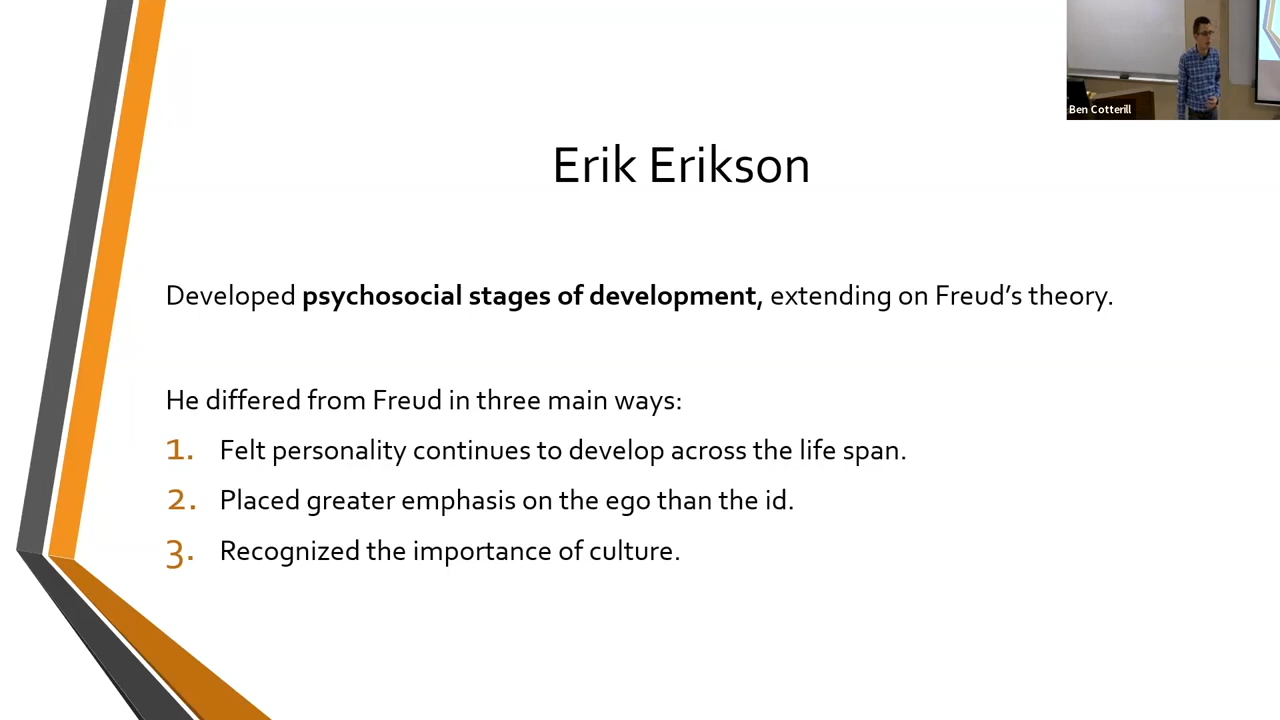 Ben Cotterill
Erik Erikson
Developed psychosocial stages of development, extending on Freud’s theory.
He differed from Freud in three main ways:
1. Felt personality continues to develop across the life span.
2. Placed greater emphasis on the ego than the id.
3. Recognized the importance of culture.